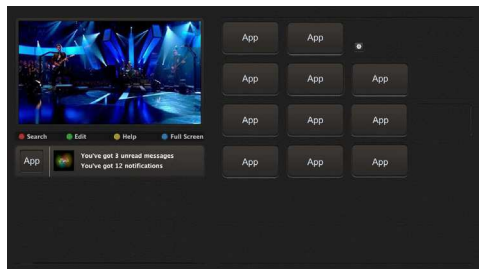 App App
App App App
Search Edit Help Full Screen
App App App
App You've got 3 unread messages
You've got 12 notifications
App App App